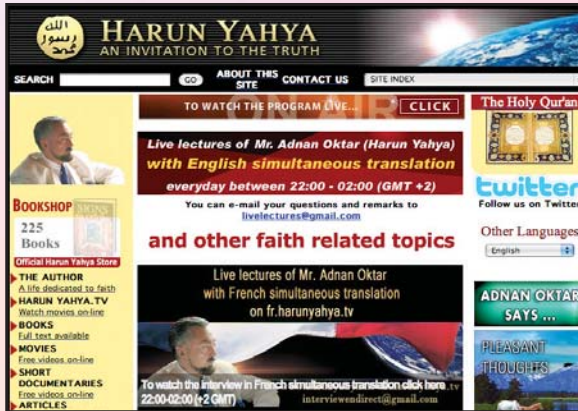 الله
رسول
محمد
HARUN YAHYA
AN INVITATION TO THE TRUTH
SEARCH
GO
ABOUT THIS
SITE
CONTACT US
SITE INDEX
BOOKSHOP
225
Books
SIGNS
Official Harun Yahya Store
THE AUTHOR
A life dedicated to faith
HARUN YAHYA.TV
Watch movies on-line
BOOKS
Full text available
MOVIES
Free videos on-line
SHORT
DOCUMENTARIES
Free videos on-line
ARTICLES
ON AIR
TO WATCH THE PROGRAM LIVE...
CLICK
Live lectures of Mr. Adnan Oktar (Harun Yahya)
with English simultaneous translation
everyday between 22:00 - 02:00 (GMT +2)
You can e-mail your questions and remarks to
livelectures@gmail.com
and other faith related topics
Live lectures of Mr. Adnan Oktar
with French simultaneous translation
on fr.harunyahya.tv
To watch the interview in French simultaneous translation click here
.tv
22:00-02:00 (+2 GMT)
interviewendirect@gmail.com
The Holy Qur'an
twitter
Follow us on Twitter
Other Languages
English
ADNAN OKTAR
SAYS ...
PLEASANT
THOUGHTS